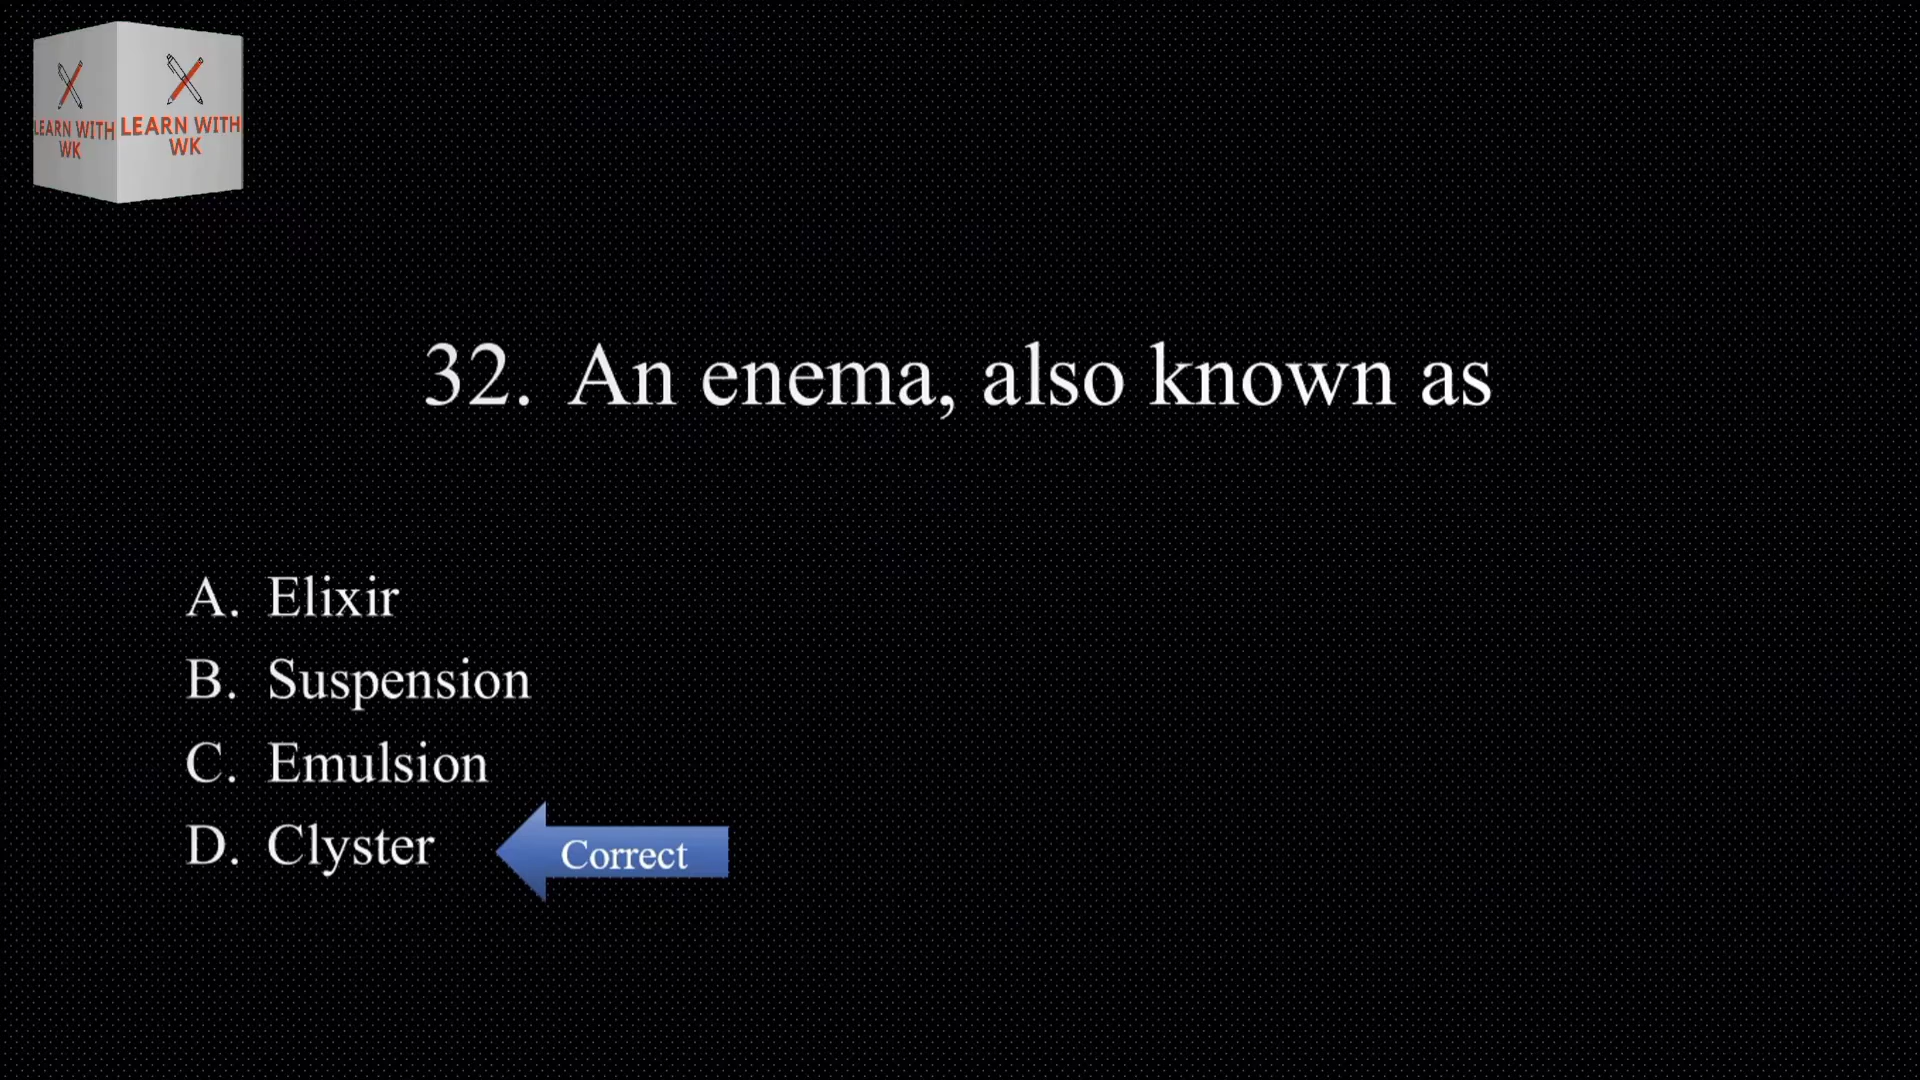 LEARN WITH
WK
LEARN WITH
WK
32. An enema, also known as
A. Elixir
B. Suspension
C. Emulsion
D. Clyster
Correct